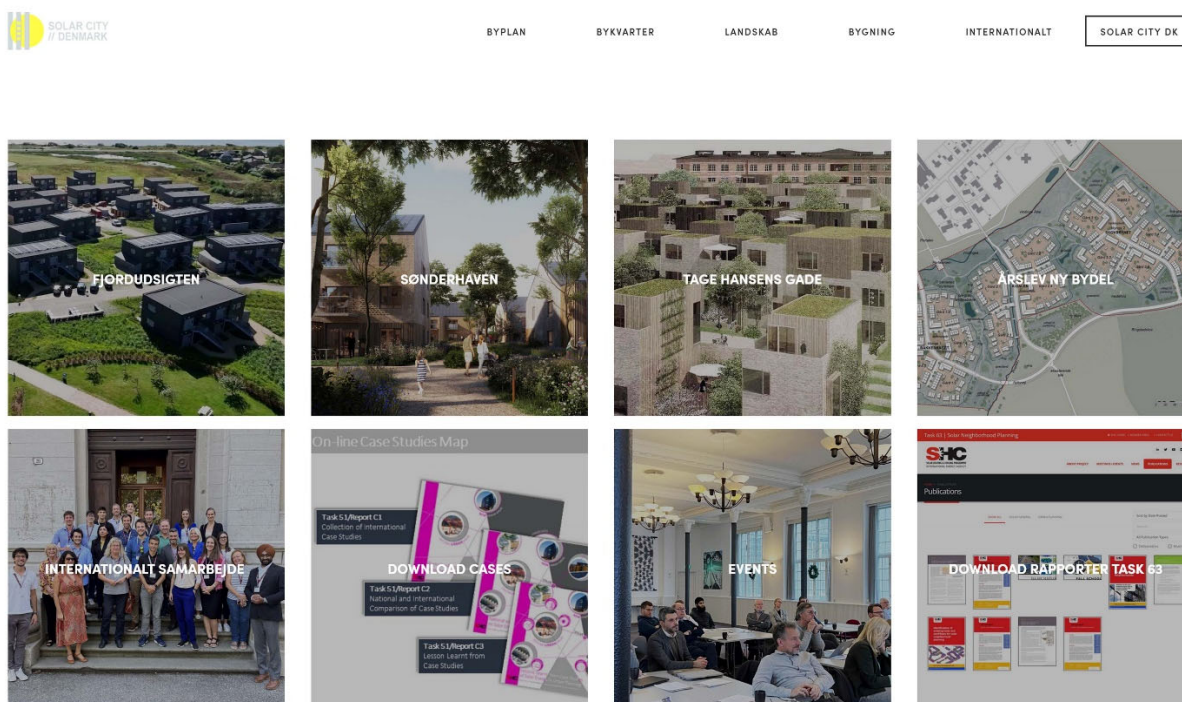 SOLAR CITY
// DENMARK
BYPLAN
BYKVARTER
LANDSKAB
BYGNING
INTERNATIONALT
SOLAR CITY DK
FJORDUDSIGTEN
SØNDERHAVEN
TAGE HANSENS GADE
ÅRSLEV NY BYDEL
INTERNATIONALT SAMARBEJDE
On-line Case Studies Map
Task 51/Report C1
Collection of international
Case Studies
Task 51/Report C2
National and International
Comparison of Case Studies
Task 51/Report C3
Lesson Learnt from
Case Studies
DOWNLOAD CASES
EVENTS
Task 63 | Solar Neighborhood Planning
SHC
Publications
DOWNLOAD RAPPORTER TASK 63